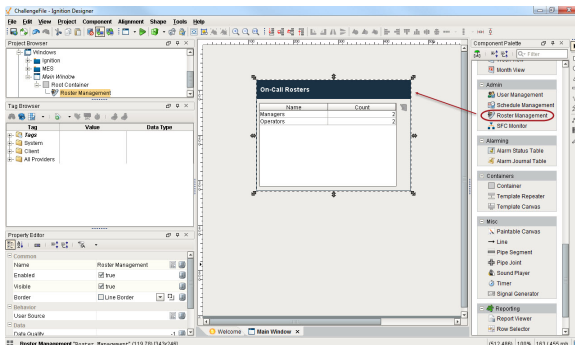 ChallengeFile - Ignition Designer
File Edit View Project Component Alignment Shape Tools Help
Project Browser
Windows
Ignition
MES
Main Window
Root Container
Roster Management
Tag Browser
Tag Value Data Type
Tags
System
Client
All Providers
Property Editor
Common
Name Roster Management
Enabled true
Visible true
Border Line Border
Behavior
User Source
Data
Data Quality -1
On-Call Rosters
Name Count
Managers 2
Operators 2
Welcome Main Window
Component Palette
Filter
Month View
Admin
User Management
Schedule Management
Roster Management
SFC Monitor
Alarming
Alarm Status Table
Alarm Journal Table
Containers
Container
Template Repeater
Template Canvas
Misc
Paintable Canvas
Line
Pipe Segment
Pipe Joint
Sound Player
Timer
Signal Generator
Reporting
Report Viewer
Row Selector